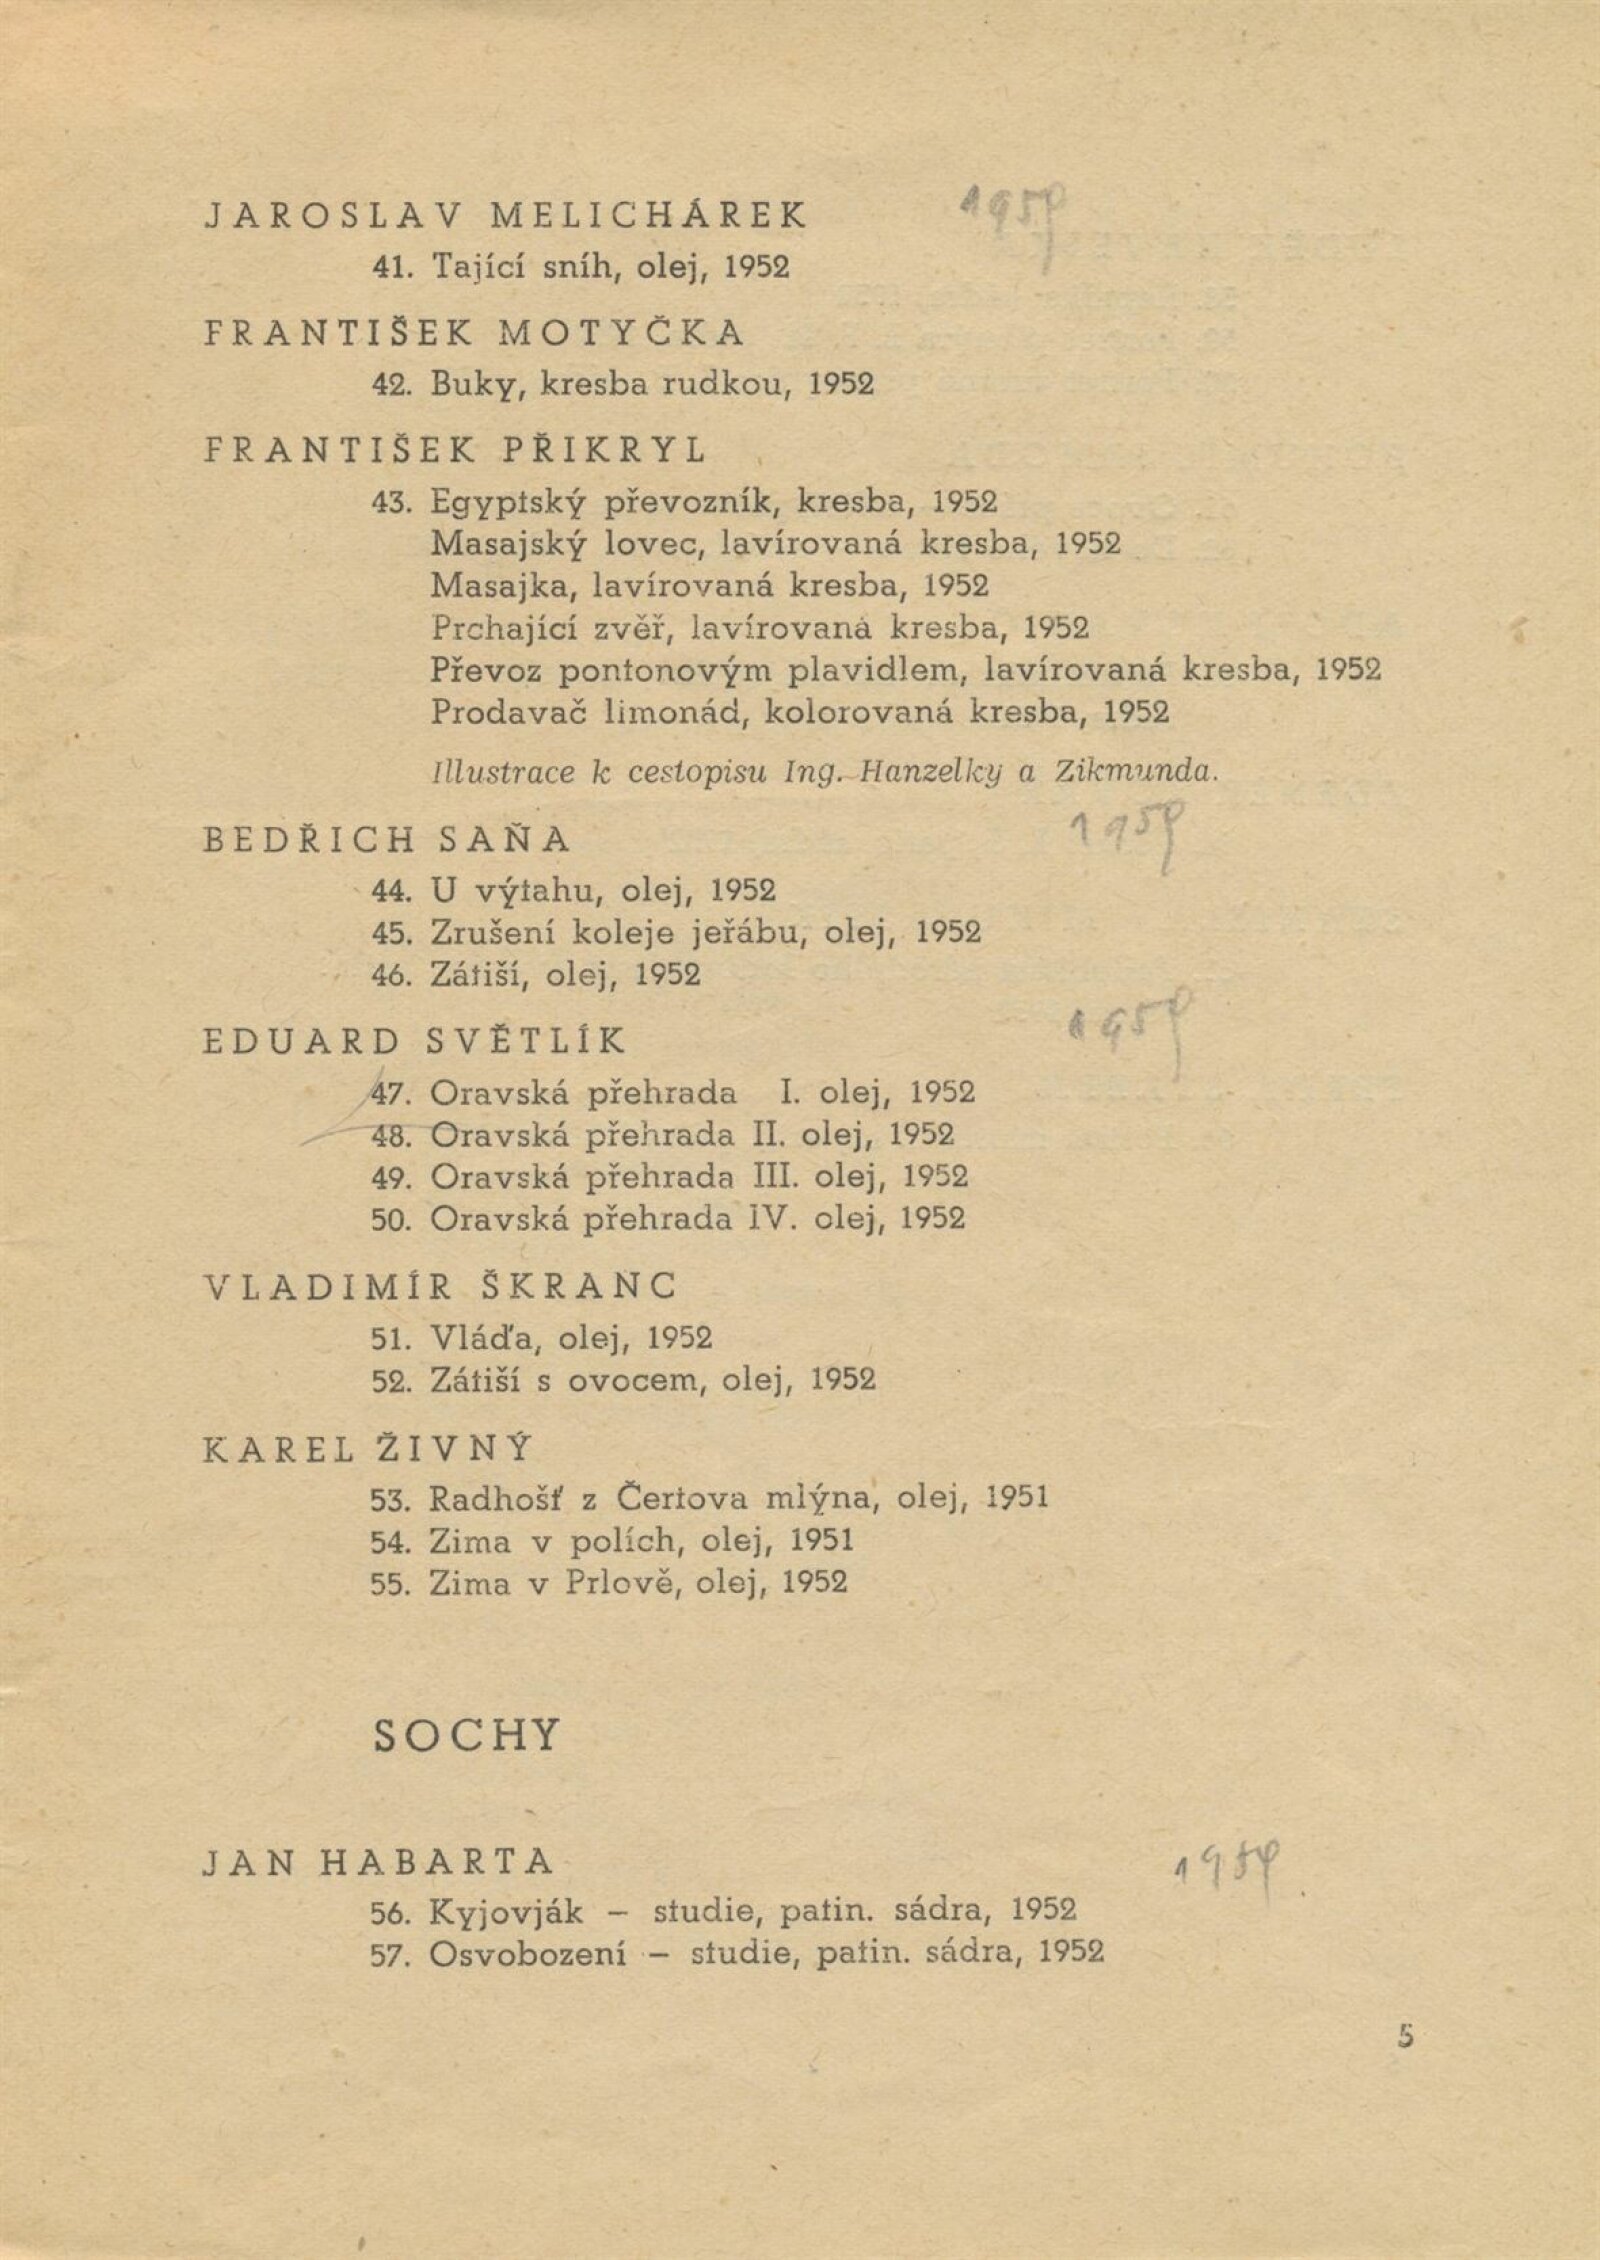 JAROSLAV MELICHÁREK
41. Tající sníh, olej, 1952
FRANTIŠEK MOTYČKA
42. Buky, kresba rudkou, 1952
FRANTIŠEK PŘIKRYL
43. Egyptský převozník, kresba, 1952
Masajský lovec, lavírovaná kresba, 1952
Masajka, lavírovaná kresba, 1952
Prchající zvěř, lavírovaná kresba, 1952
Převoz pontonovým plavidlem, lavírovaná kresba, 1952
Prodavač limonád, kolorovaná kresba, 1952
Illustrace k cestopisu Ing. Hanzelky a Zikmunda.
BEDŘICH SAŇA
44. U výtahu, olej, 1952
45. Zrušení koleje jeřábu, olej, 1952
46. Zátiší, olej, 1952
EDUARD SVĚTLÍK
47. Oravská přehrada I. olej, 1952
48. Oravská přehrada II. olej, 1952
49. Oravská přehrada III. olej, 1952
50. Oravská přehrada IV. olej, 1952
VLADIMÍR ŠKRANC
51. Vláďa, olej, 1952
52. Zátiší s ovocem, olej, 1952
KAREL ŽIVNÝ
53. Radhošť z Čertova mlýna, olej, 1951
54. Zima v polích, olej, 1951
55. Zima v Prlově, olej, 1952
SOCHY
JAN HABARTA
56. Kyjovják – studie, patin. sádra, 1952
57. Osvobození – studie, patin. sádra, 1952
5